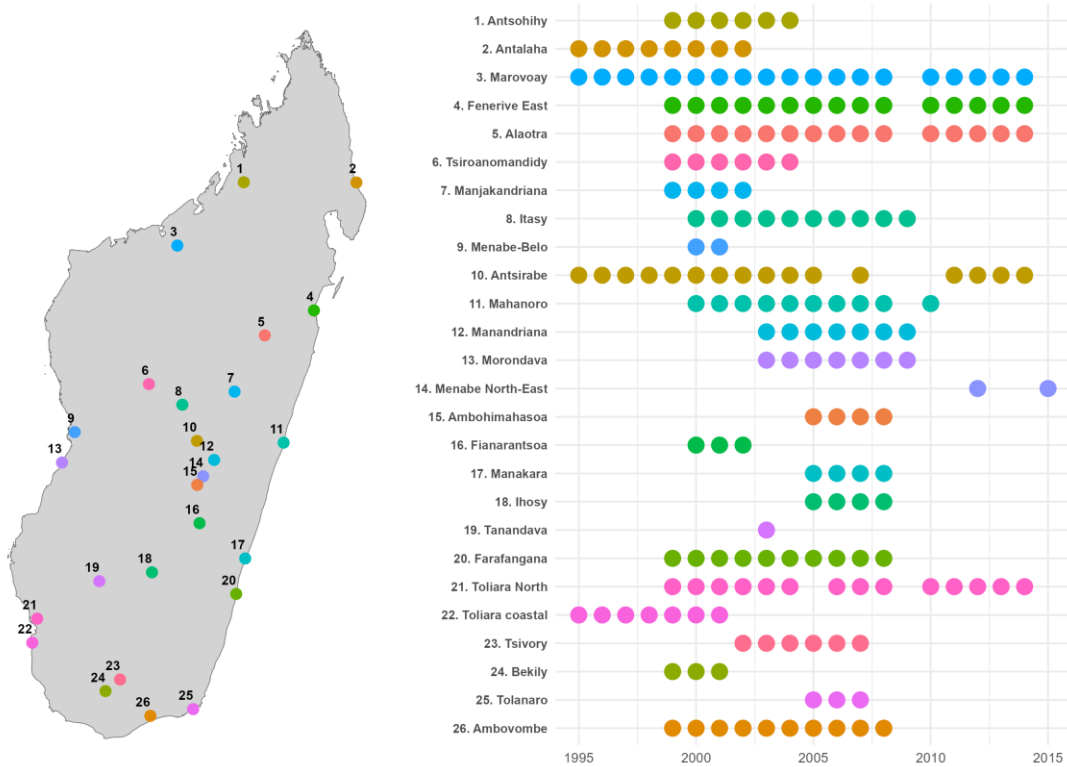 1
2
3
4
5
6
7
8
9
10
11
12
13
14
15
16
17
18
19
20
21
22
23
24
25
26
1. Antsohihy
2. Antalaha
3. Marovoay
4. Fenerive East
5. Alaotra
6. Tsiroanomandidy
7. Manjakandriana
8. Itasy
9. Menabe-Belo
10. Antsirabe
11. Mahanoro
12. Manandriana
13. Morondava
14. Menabe North-East
15. Ambohimahasoa
16. Fianarantsoa
17. Manakara
18. Ihosy
19. Tanandava
20. Farafangana
21. Toliara North
22. Toliara coastal
23. Tsivory
24. Bekily
25. Tolanaro
26. Ambovombe
1995 2000 2005 2010 2015